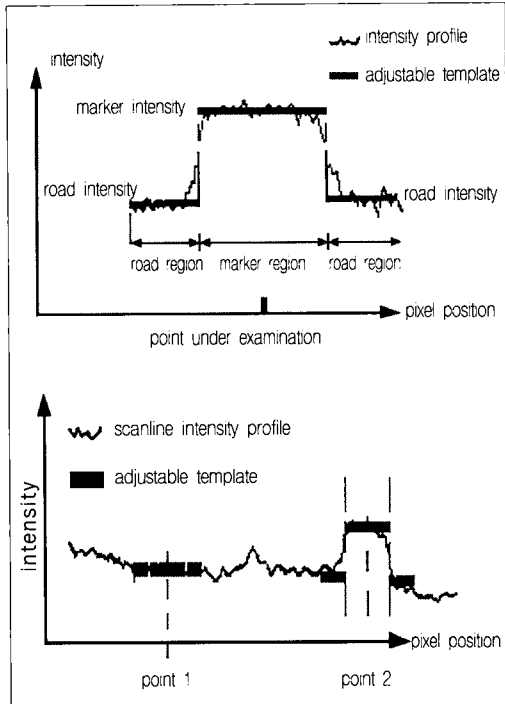 intensity profile
intensity
adjustable template
marker intensity
road intensity
road intensity
road region
marker region
road region
pixel position
point under examination
scanline intensity profile
adjustable template
intensity
pixel position
point 1
point 2